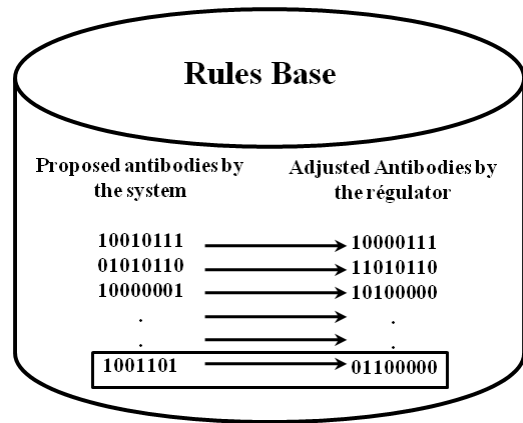 Rules Base
Proposed antibodies by the system
Adjusted Antibodies by the régulator
10010111 10000111
01010110 11010110
10000001 10100000
. .
. .
1001101 01100000